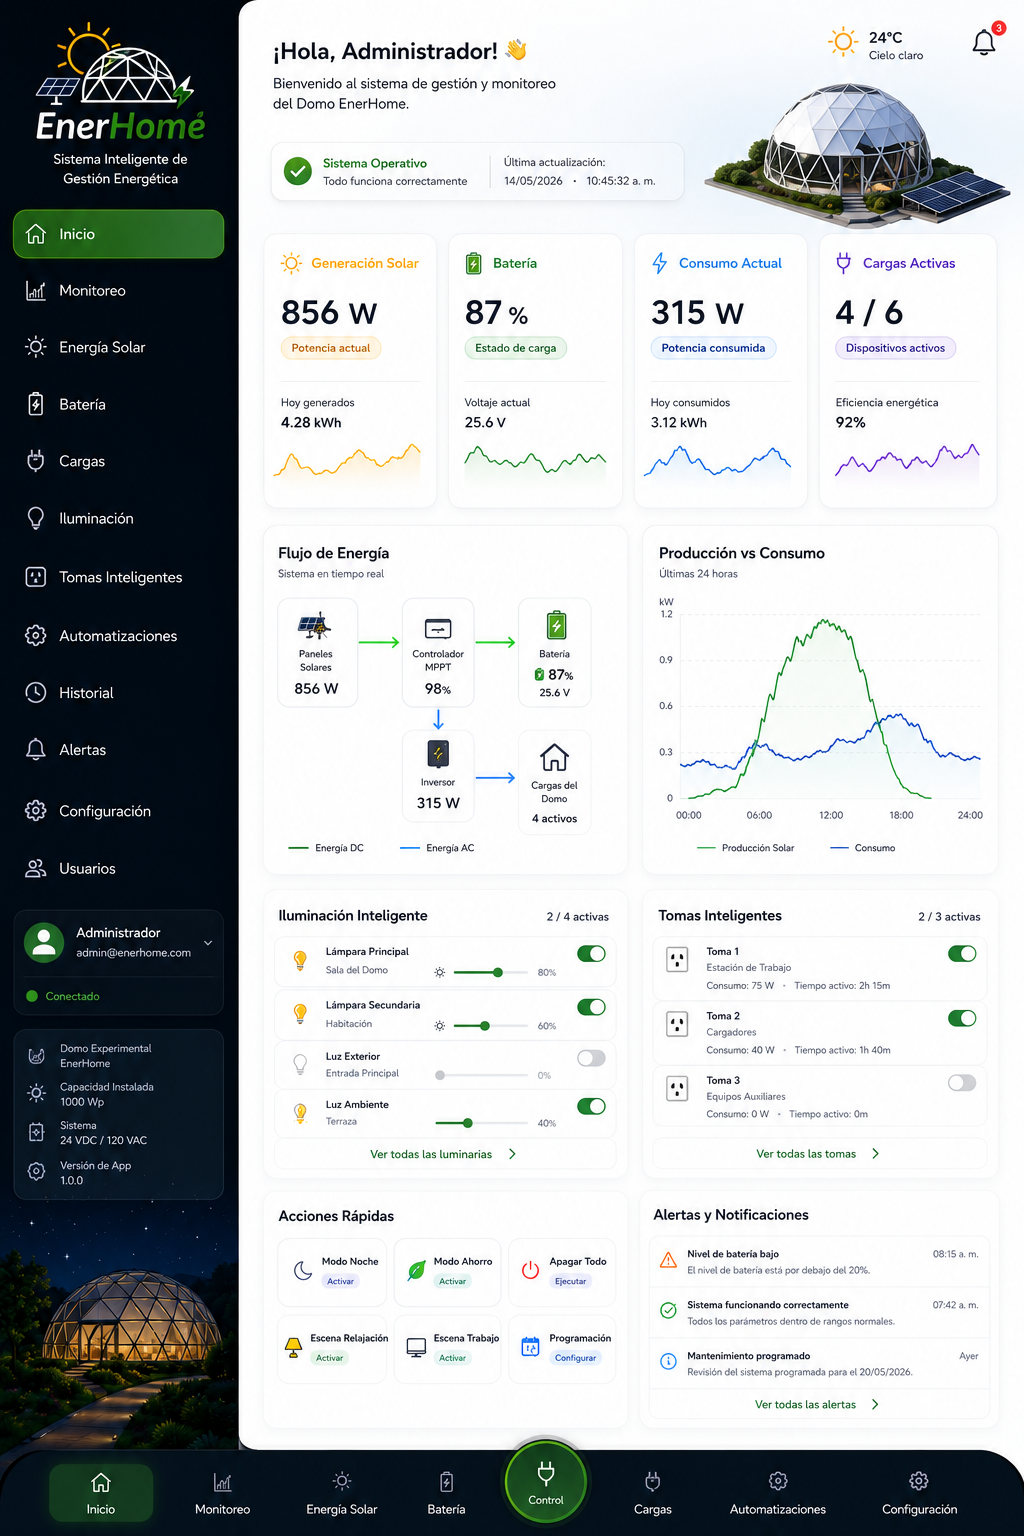 EnerHomé
Sistema Inteligente de
Gestión Energética
Inicio
Monitoreo
Energía Solar
Batería
Cargas
Iluminación
Tomas Inteligentes
Automatizaciones
Historial
Alertas
Configuración
Usuarios
Administrador
admin@enerhome.com
Conectado
Domo Experimental
EnerHome
Capacidad Instalada
1000 Wp
Sistema
24 VDC / 120 VAC
Versión de App
1.0.0
¡Hola, Administrador! 👋
Bienvenido al sistema de gestión y monitoreo
del Domo EnerHome.
24°C
Cielo claro
3
Sistema Operativo
Todo funciona correctamente
Última actualización:
14/05/2026 • 10:45:32 a. m.
Generación Solar
856 W
Potencia actual
Hoy generados
4.28 kWh
Batería
87 %
Estado de carga
Voltaje actual
25.6 V
Consumo Actual
315 W
Potencia consumida
Hoy consumidos
3.12 kWh
Cargas Activas
4 / 6
Dispositivos activos
Eficiencia energética
92%
Flujo de Energía
Sistema en tiempo real
Paneles
Solares
856 W
Controlador
MPPT
98%
Batería
87%
25.6 V
Inversor
315 W
Cargas del
Domo
4 activos
Energía DC
Energía AC
Producción vs Consumo
Últimas 24 horas
kW
1.2
0.9
0.6
0.3
0
00:00
06:00
12:00
18:00
24:00
Producción Solar
Consumo
Iluminación Inteligente
2 / 4 activas
Lámpara Principal
Sala del Domo
80%
Lámpara Secundaria
Habitación
60%
Luz Exterior
Entrada Principal
0%
Luz Ambiente
Terraza
40%
Ver todas las luminarias
Tomas Inteligentes
2 / 3 activas
Toma 1
Estación de Trabajo
Consumo: 75 W • Tiempo activo: 2h 15m
Toma 2
Cargadores
Consumo: 40 W • Tiempo activo: 1h 40m
Toma 3
Equipos Auxiliares
Consumo: 0 W • Tiempo activo: 0m
Ver todas las tomas
Acciones Rápidas
Modo Noche
Activar
Modo Ahorro
Activar
Apagar Todo
Ejecutar
Escena Relajación
Activar
Escena Trabajo
Activar
Programación
Configurar
Alertas y Notificaciones
Nivel de batería bajo
08:15 a. m.
El nivel de batería está por debajo del 20%.
Sistema funcionando correctamente
07:42 a. m.
Todos los parámetros dentro de rangos normales.
Mantenimiento programado
Ayer
Revisión del sistema programada para el 20/05/2026.
Ver todas las alertas
Inicio
Monitoreo
Energía Solar
Batería
Control
Cargas
Automatizaciones
Configuración